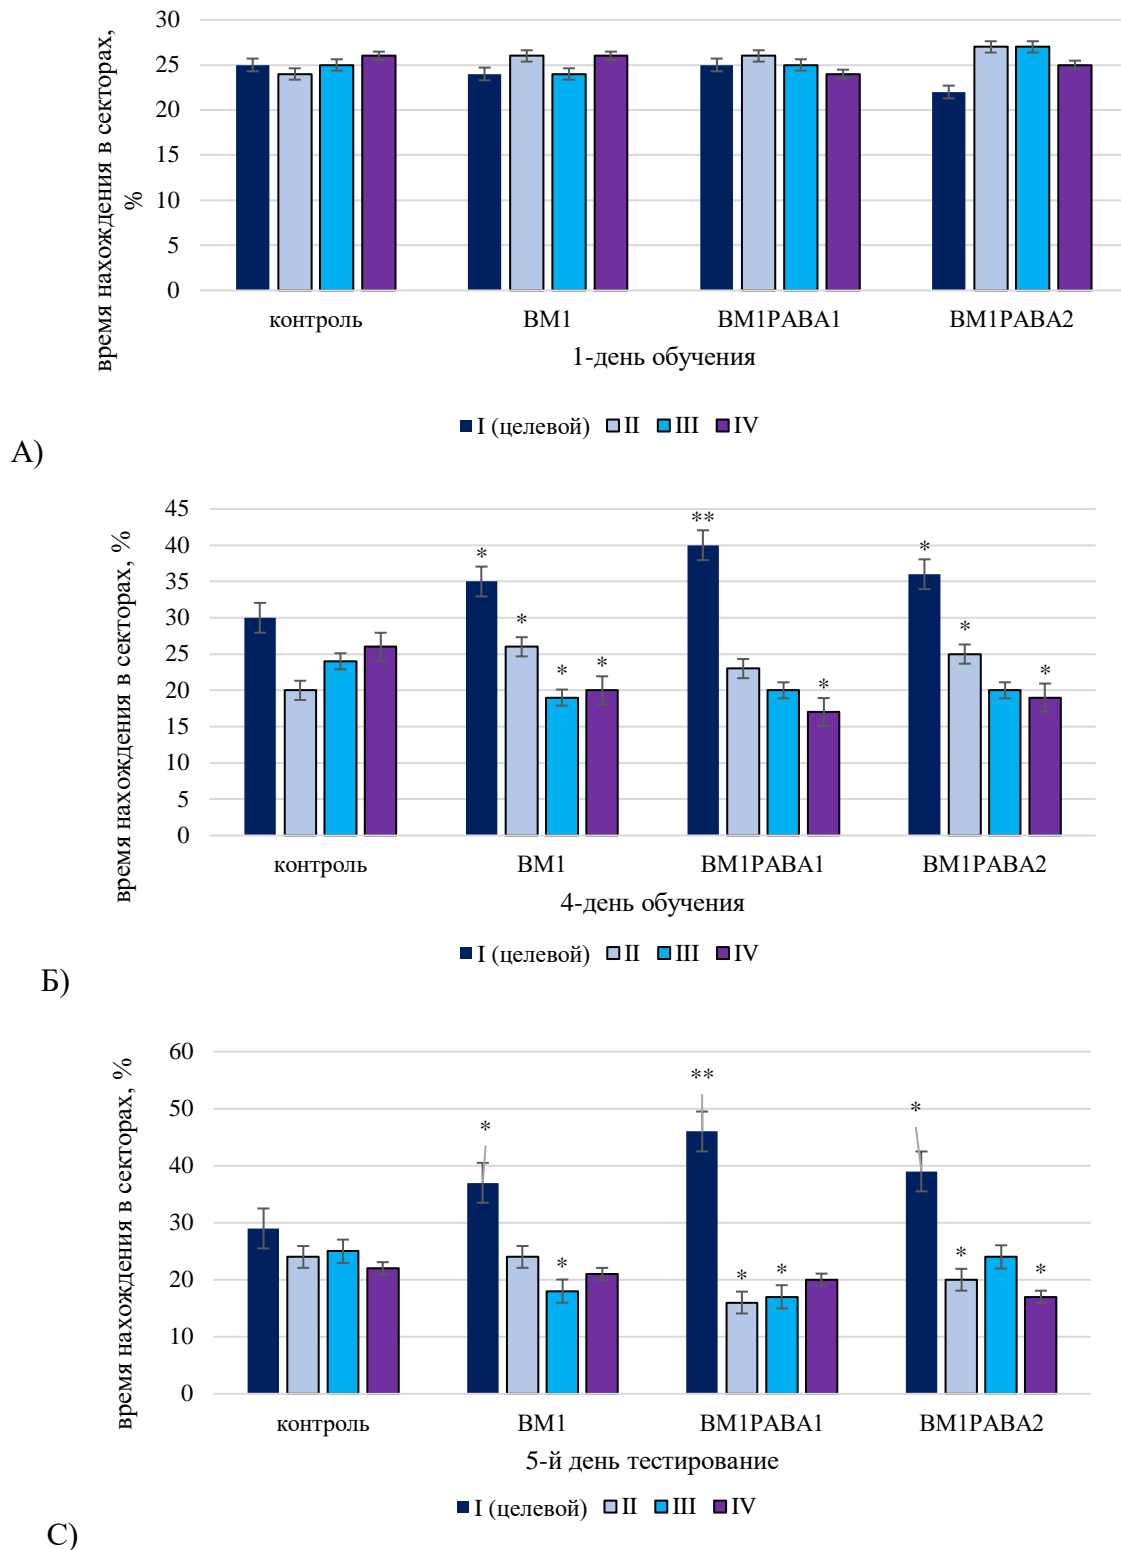 время нахождения в секторах,
%
30
25
20
15
10
5
0
контроль
BM1
BM1PABA1
BM1PABA2
1-день обучения
I (целевой) II III IV
А)
время нахождения в секторах, %
45
40
35
30
25
20
15
10
5
0
* * * *
** *
* * *
контроль
BM1
BM1PABA1
BM1PABA2
4-день обучения
I (целевой) II III IV
Б)
время нахождения в секторах, %
60
50
40
30
20
10
0
* *
** * *
* * *
контроль
BM1
BM1PABA1
BM1PABA2
5-й день тестирование
I (целевой) II III IV
С)